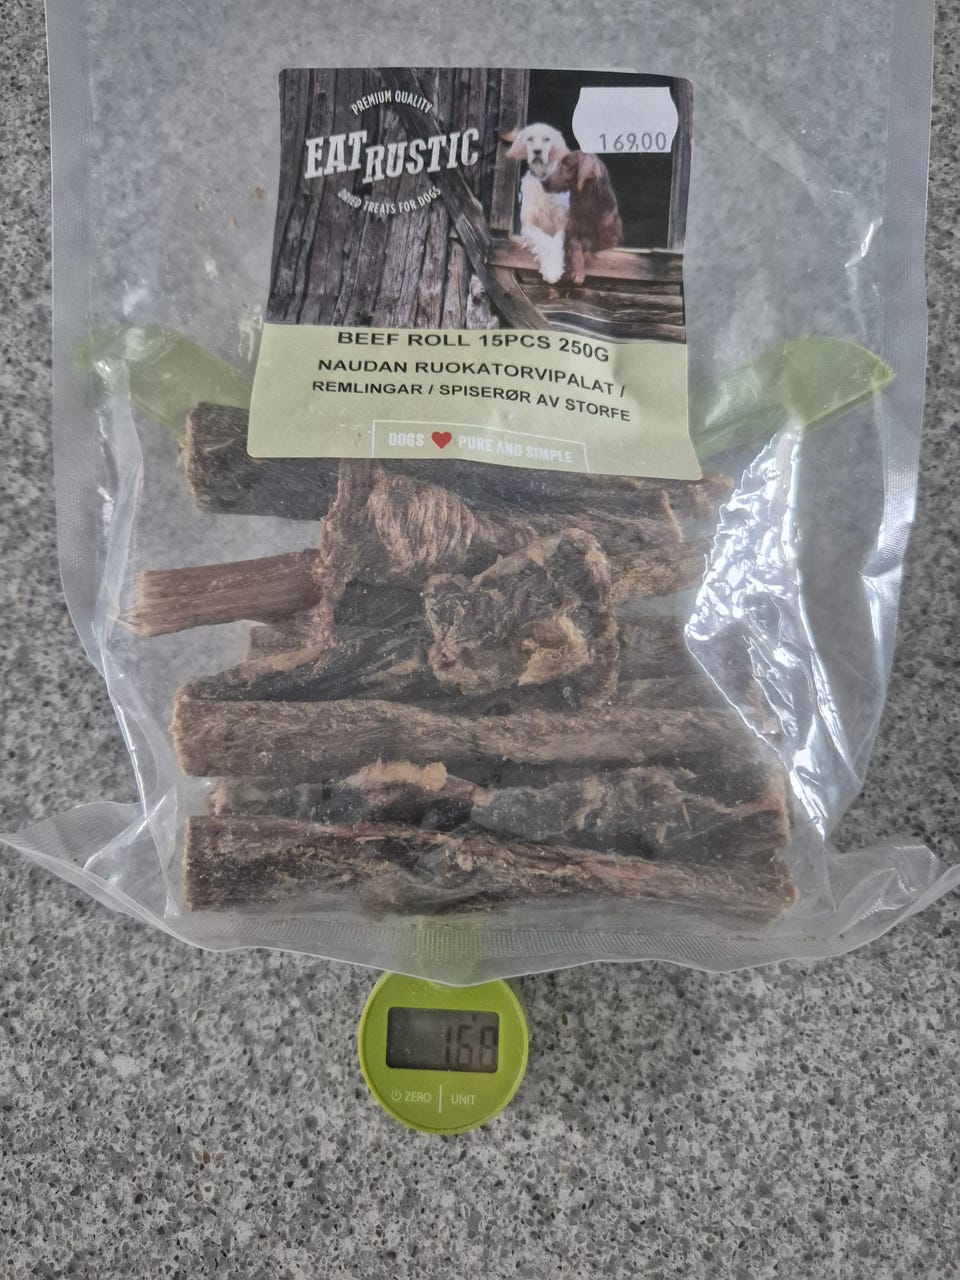 PREMIUM QUALITY
EAT RUSTIC
DRIED TREATS FOR DOGS
169,00
BEEF ROLL 15PCS 250G
NAUDAN RUOKATORVIPALAT /
REMLINGAR / SPISERØR AV STORFE
DOGS ❤ PURE AND SIMPLE
168
ZERO | UNIT